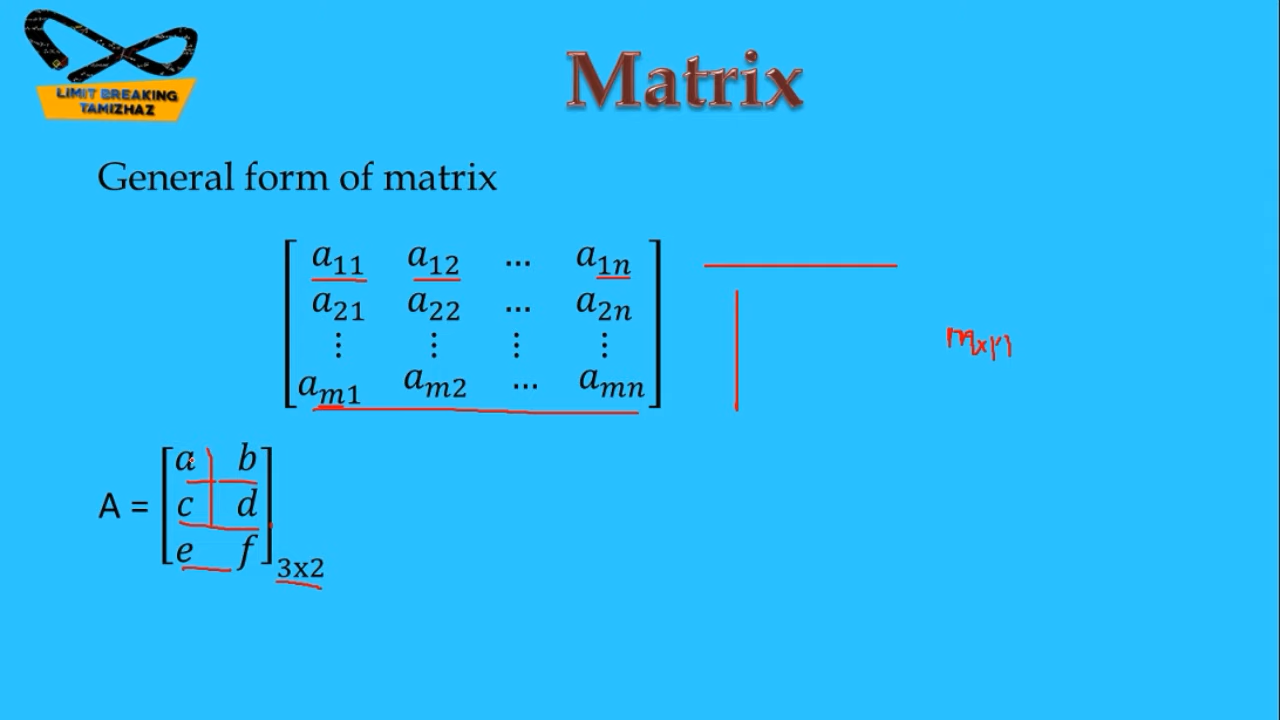 LIMIT BREAKING
TAMIZHAZ
Matrix
General form of matrix
a11 a12 ... a1n
a21 a22 ... a2n
⋮ ⋮ ⋮ ⋮
am1 am2 ... amn
mxn
A = [a b
c d
e f]3x2